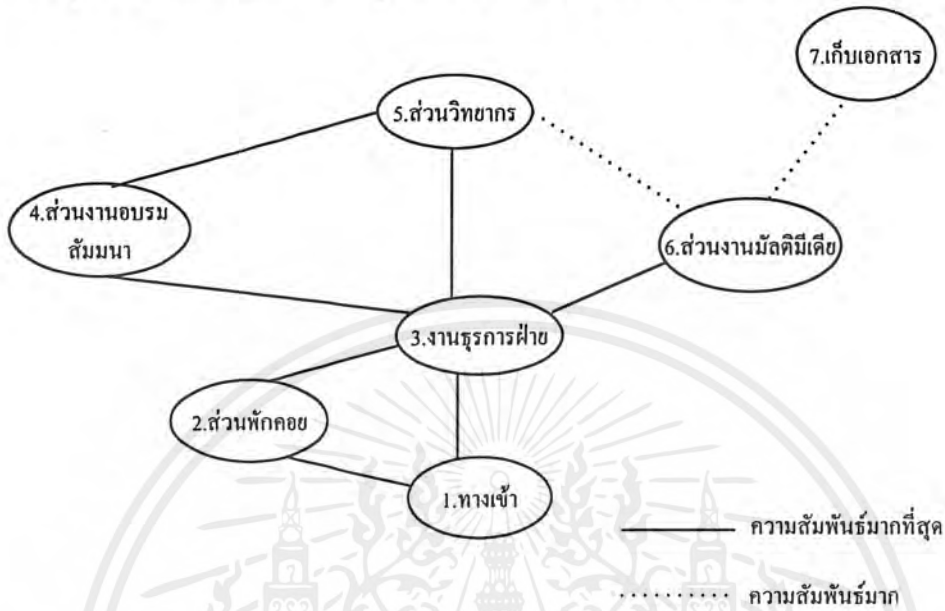 7.เก็บเอกสาร
5.ส่วนวิทยากร
4.ส่วนงานอบรม
สัมมนา
6.ส่วนงานมัลติมีเดีย
3.งานธุรการฝ่าย
2.ส่วนพักคอย
1.ทางเข้า
ความสัมพันธ์มากที่สุด
ความสัมพันธ์มาก